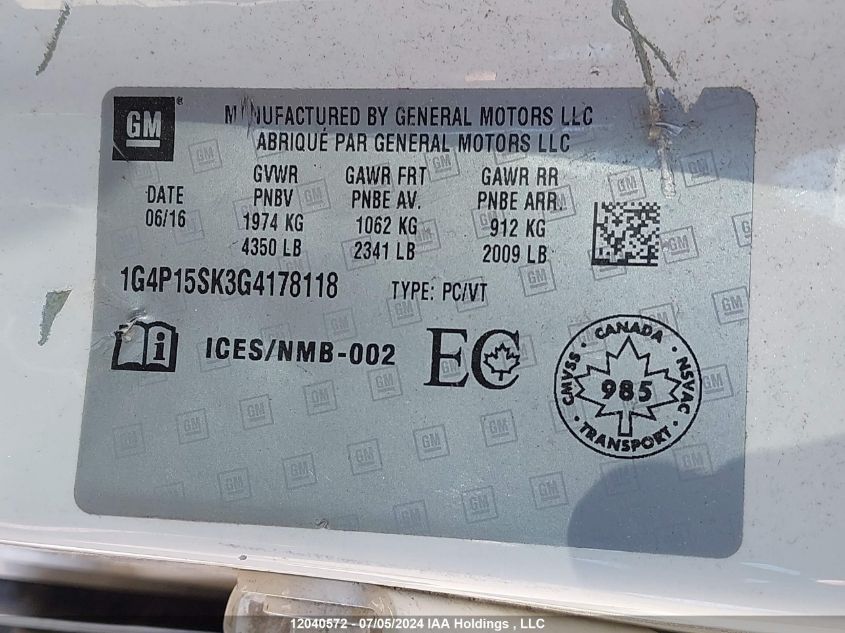 GM
MANUFACTURED BY GENERAL MOTORS LLC
ABRIQUÉ PAR GENERAL MOTORS LLC
DATE
06/16
GVWR
PNBV
1974 KG
4350 LB
GAWR FRT
PNBE AV.
1062 KG
2341 LB
GAWR RR
PNBE ARR.
912 KG
2009 LB
1G4P15SK3G4178118
TYPE: PC/VT
i
ICES/NMB-002
EC
CANADA
CMVSS
985
NSVAC
TRANSPORT
12040572 - 07/05/2024 IAA Holdings , LLC